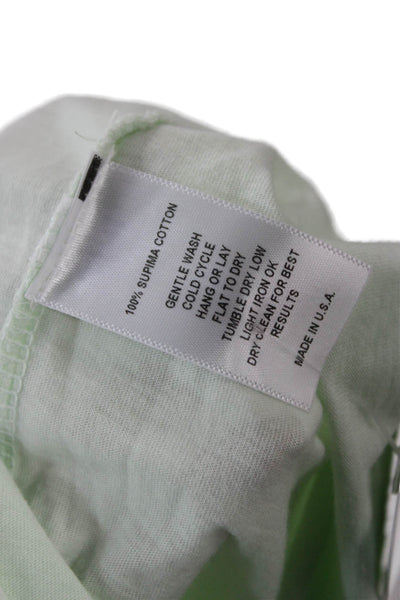 100% SUPIMA COTTON
GENTLE WASH
COLD CYCLE
HANG OR LAY
FLAT TO DRY
TUMBLE DRY LOW
LIGHT IRON OK
DRY CLEAN FOR BEST
RESULTS
MADE IN U.S.A.